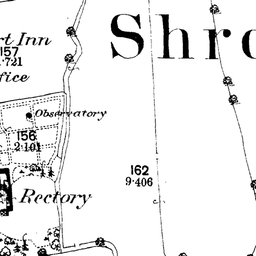 Shro
rt Inn
157
.721
ffice
Observatory
156
2.101
162
9.406
Rectory